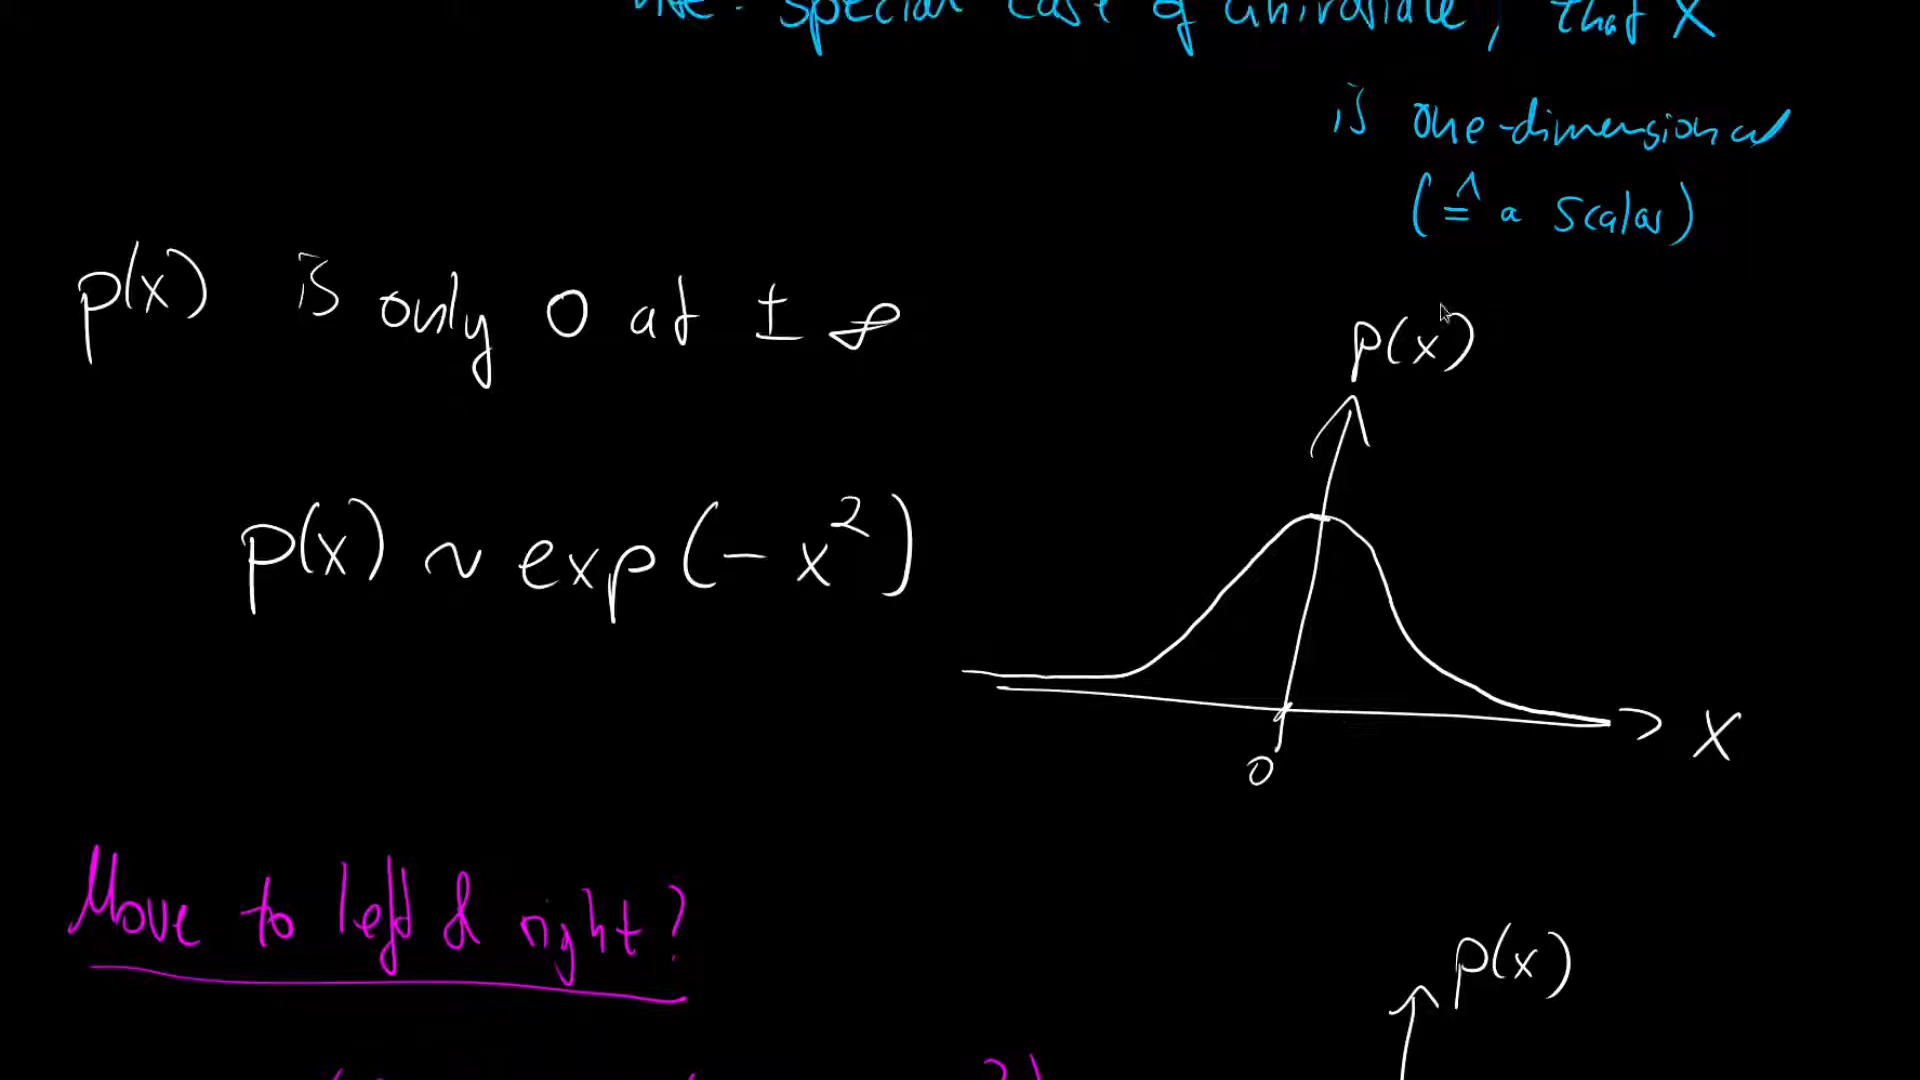 special case of univariate, that x
is one-dimensional
(≙ a scalar)
p(x) is only 0 at ± ∞
p(x)
p(x) ~ exp(- x²)
x
0
Move to left & right?
p(x)